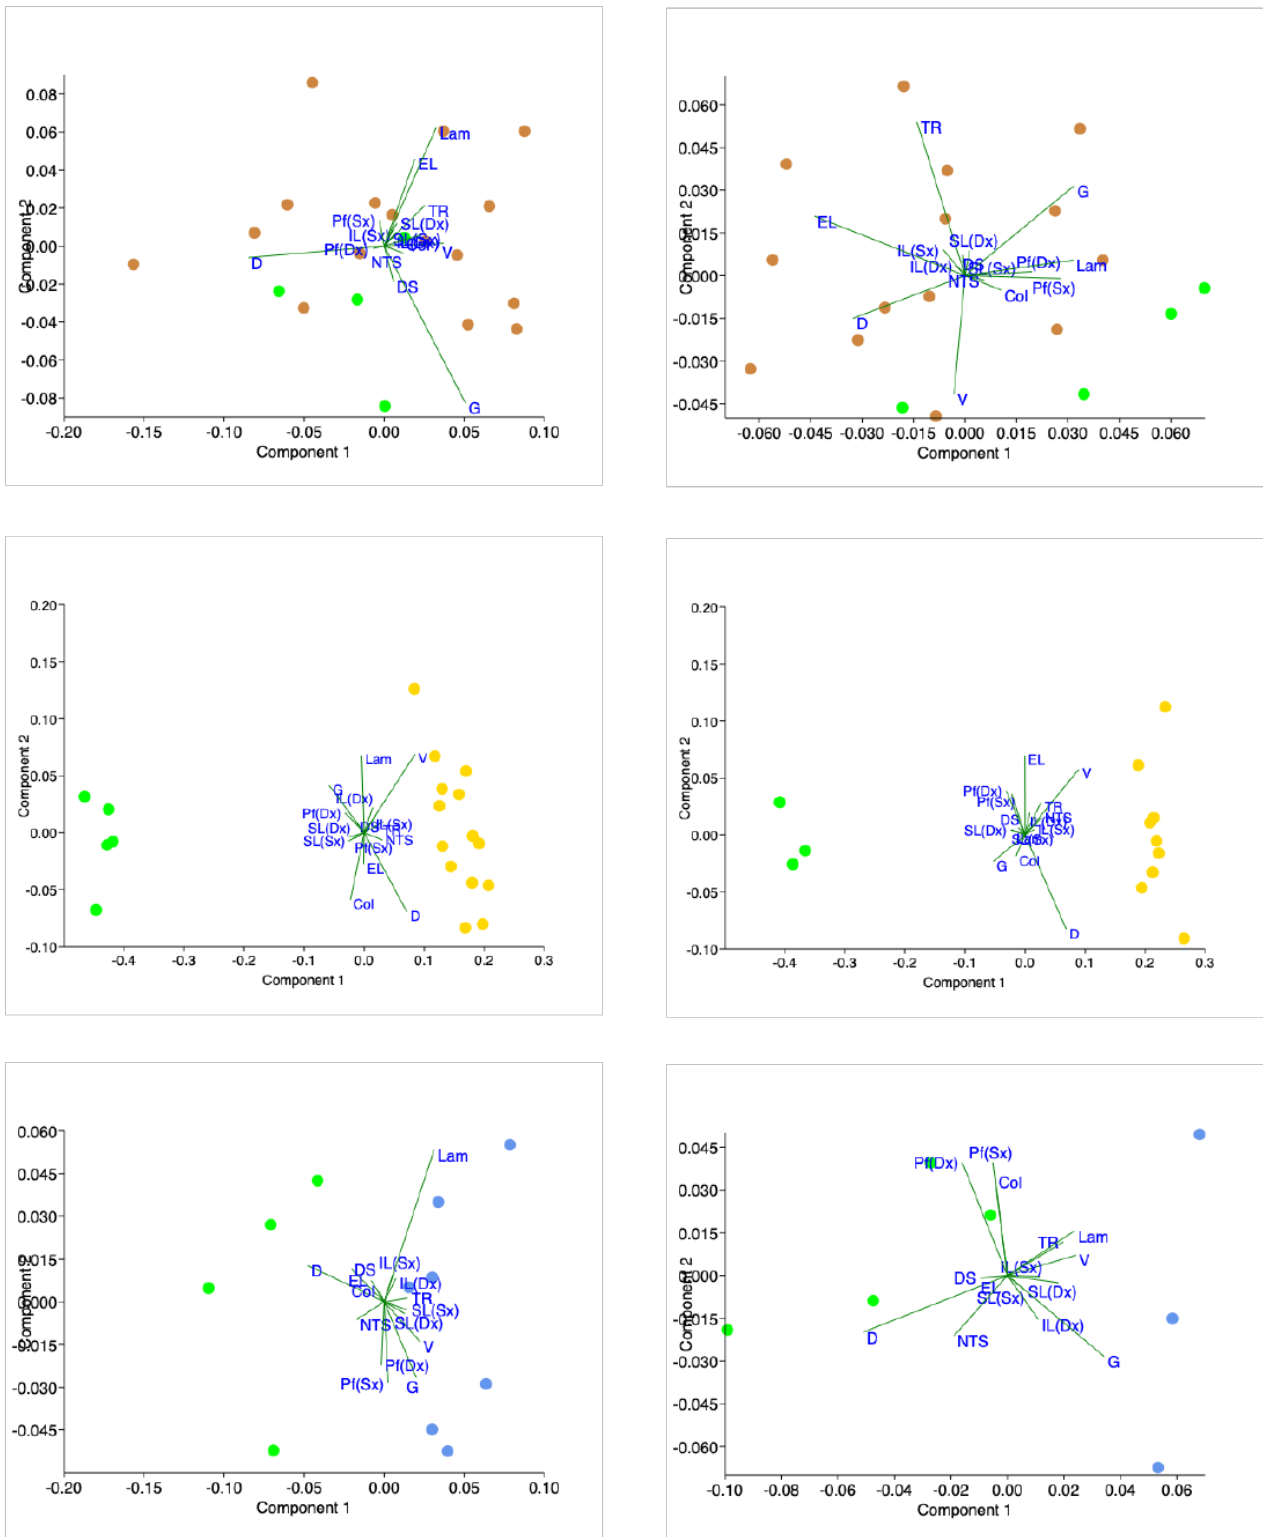 0.08
0.06
0.04
0.02
0.00
-0.02
-0.04
-0.06
-0.08
Component 2
Lam
EL
TR
Pf(Sx)
SL(Dx)
IL(Sx)
Pf(Dx)
V
D
NTS
DS
G
-0.20 -0.15 -0.10 -0.05 0.00 0.05 0.10
Component 1
0.060
0.045
0.030
0.015
0.000
-0.015
-0.030
-0.045
Component 2
TR
G
EL
SL(Dx)
IL(Sx)
DS
Pf(Dx)
Lam
IL(Dx)
SL(Sx)
NTS
Pf(Sx)
Col
D
V
-0.060 -0.045 -0.030 -0.015 0.000 0.015 0.030 0.045 0.060
Component 1
0.20
0.15
0.10
0.05
0.00
-0.05
-0.10
Component 2
Lam
V
G
IL(Dx)
Pf(Dx)
SL(Dx)
DS
TR
IL(Sx)
SL(Sx)
NTS
Pf(Sx)
EL
Col
D
-0.4 -0.3 -0.2 -0.1 0.0 0.1 0.2 0.3
Component 1
0.20
0.15
0.10
0.05
0.00
-0.05
-0.10
Component 2
EL
V
Pf(Dx)
Pf(Sx)
TR
DS
IL(Dx)
NTS
SL(Dx)
IL(Sx)
SL(Sx)
Col
G
D
-0.4 -0.3 -0.2 -0.1 0.0 0.1 0.2 0.3
Component 1
0.060
0.045
0.030
0.015
0.000
-0.015
-0.030
-0.045
Component 2
Lam
IL(Sx)
D
DS
EL
IL(Dx)
Col
TR
SL(Sx)
NTS
SL(Dx)
V
Pf(Dx)
Pf(Sx)
G
-0.20 -0.15 -0.10 -0.05 0.00 0.05 0.10
Component 1
0.045
0.030
0.015
0.000
-0.015
-0.030
-0.045
-0.060
Component 2
Pf(Sx)
Pf(Dx)
Col
TR
Lam
V
IL(Sx)
DS
EL
SL(Dx)
SL(Sx)
IL(Dx)
D
NTS
G
-0.10 -0.08 -0.06 -0.04 -0.02 0.00 0.02 0.04 0.06
Component 1